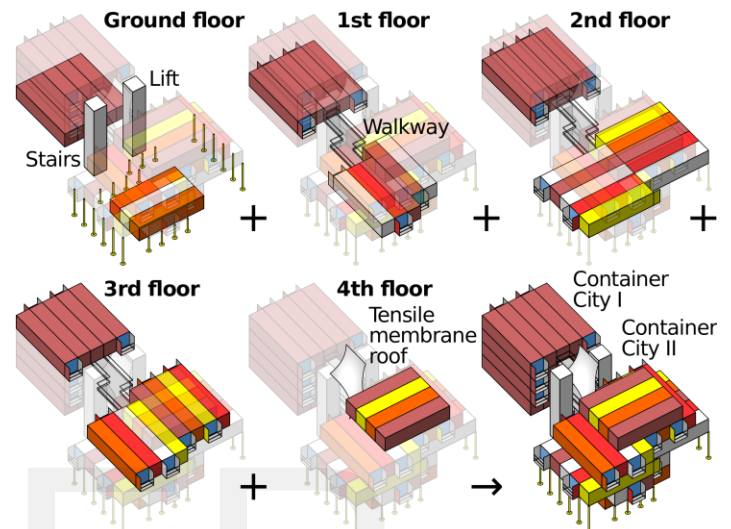 Ground floor
1st floor
2nd floor
Lift
Walkway
Stairs
+
+
+
3rd floor
4th floor
Container
City I
Tensile
membrane
roof
Container
City II
+
→